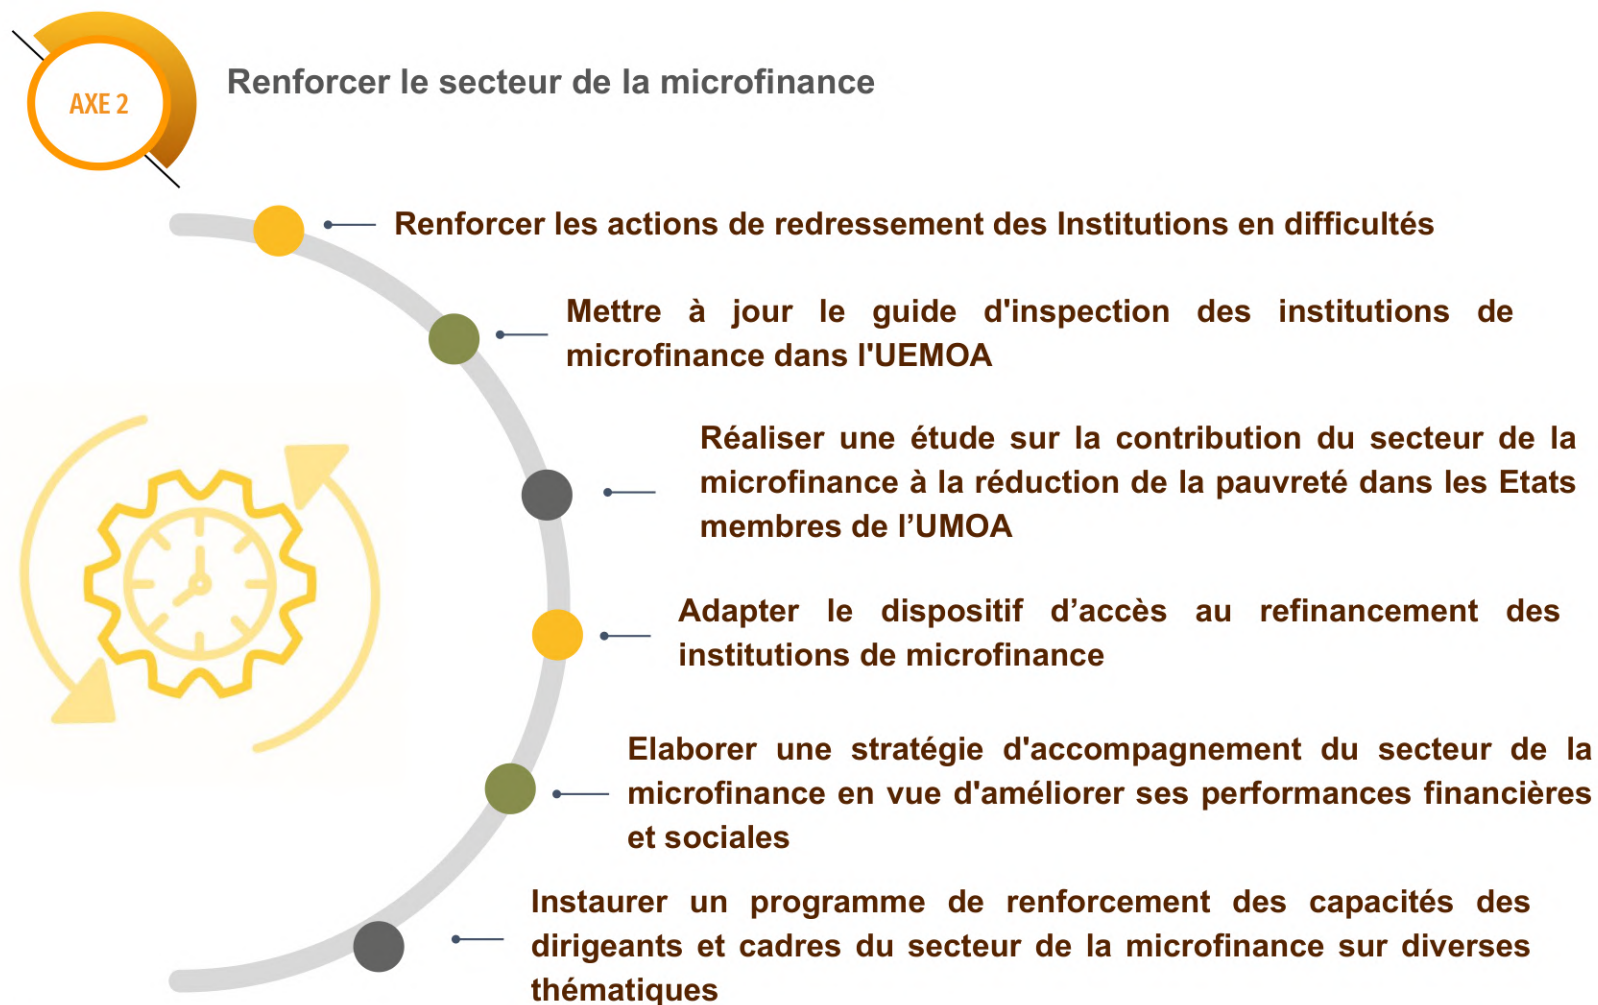 AXE 2
Renforcer le secteur de la microfinance
Renforcer les actions de redressement des Institutions en difficultés
Mettre à jour le guide d'inspection des institutions de
microfinance dans l'UEMOA
Réaliser une étude sur la contribution du secteur de la
microfinance à la réduction de la pauvreté dans les Etats
membres de l’UMOA
Adapter le dispositif d’accès au refinancement des
institutions de microfinance
Elaborer une stratégie d'accompagnement du secteur de la
microfinance en vue d'améliorer ses performances financières
et sociales
Instaurer un programme de renforcement des capacités des
dirigeants et cadres du secteur de la microfinance sur diverses
thématiques